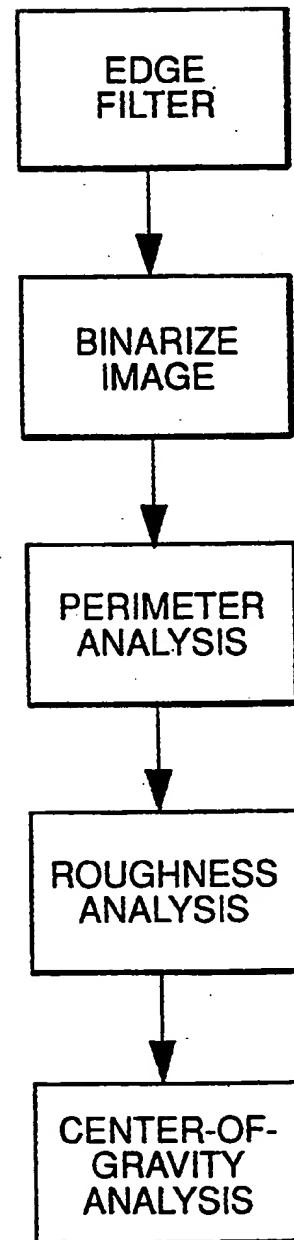 EDGE
FILTER
BINARIZE
IMAGE
PERIMETER
ANALYSIS
ROUGHNESS
ANALYSIS
CENTER-OF-
GRAVITY
ANALYSIS